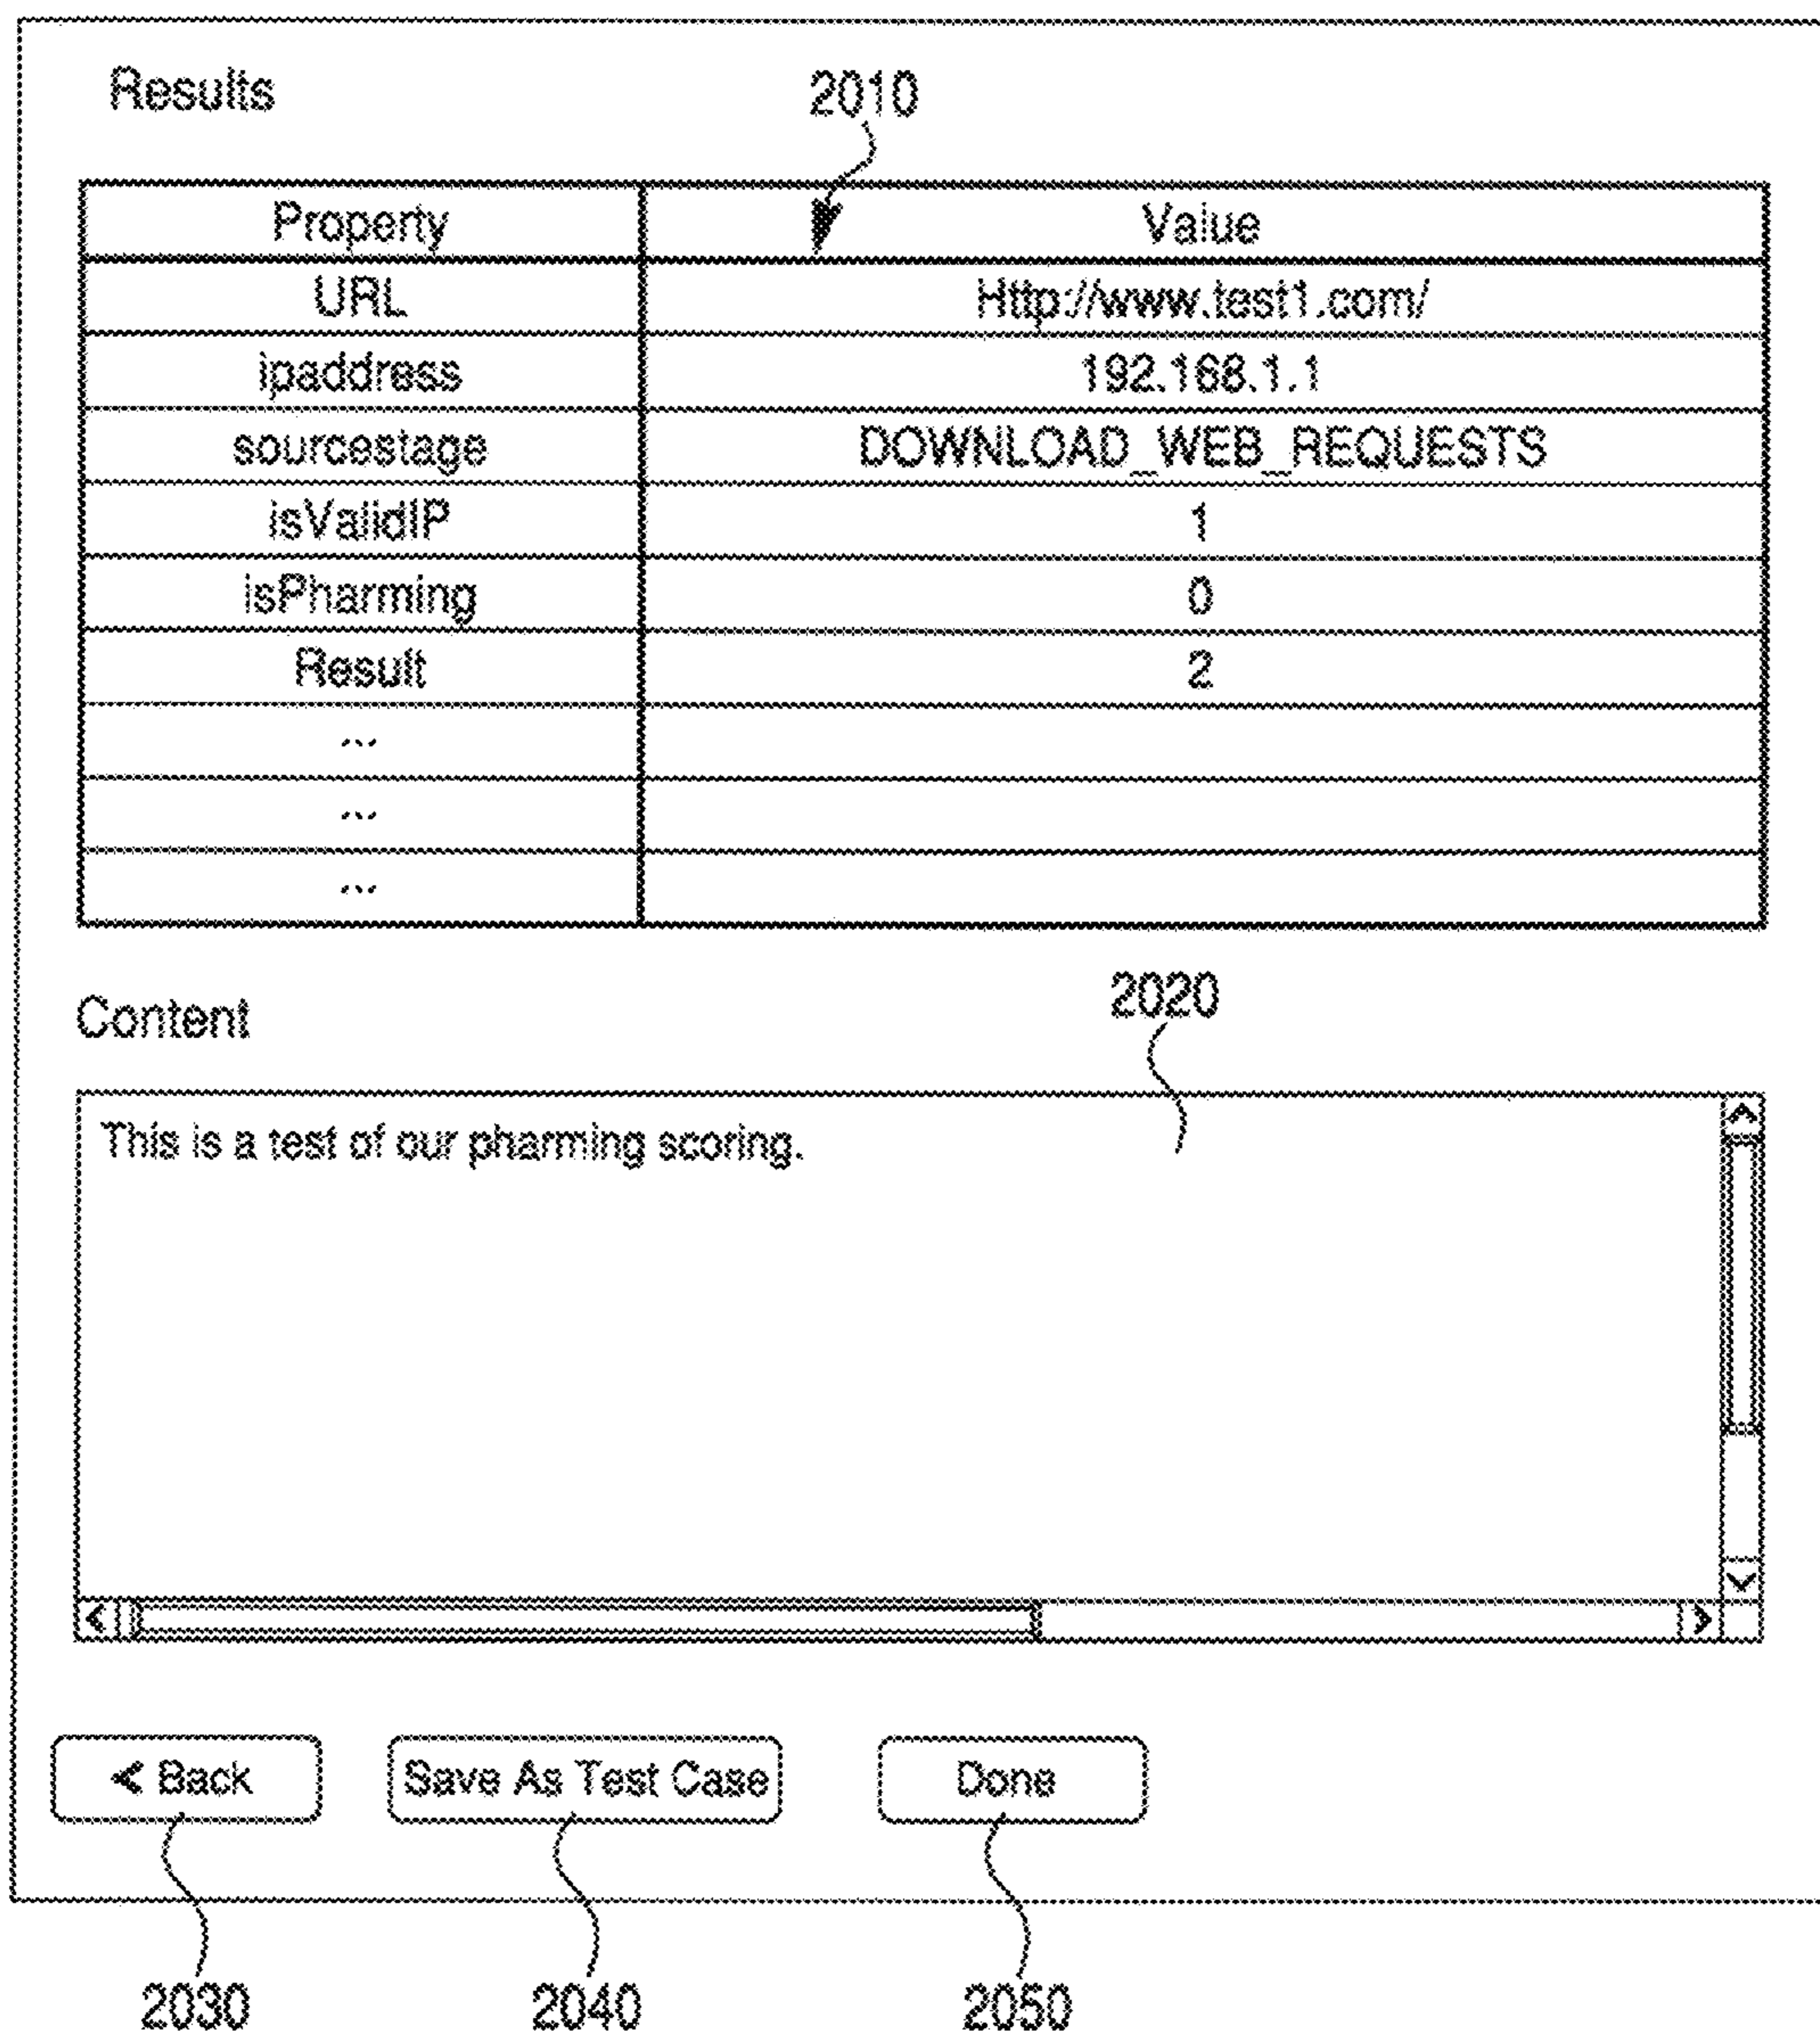 Results
2010
Property Value
URL Http://www.test1.com/
ipaddress 192.168.1.1
sourcestage DOWNLOAD_WEB_REQUESTS
isValidIP 1
isPharming 0
Result 2
...
...
...
Content
2020
This is a test of our pharming scoring.
< Back Save As Test Case Done
2030 2040 2050